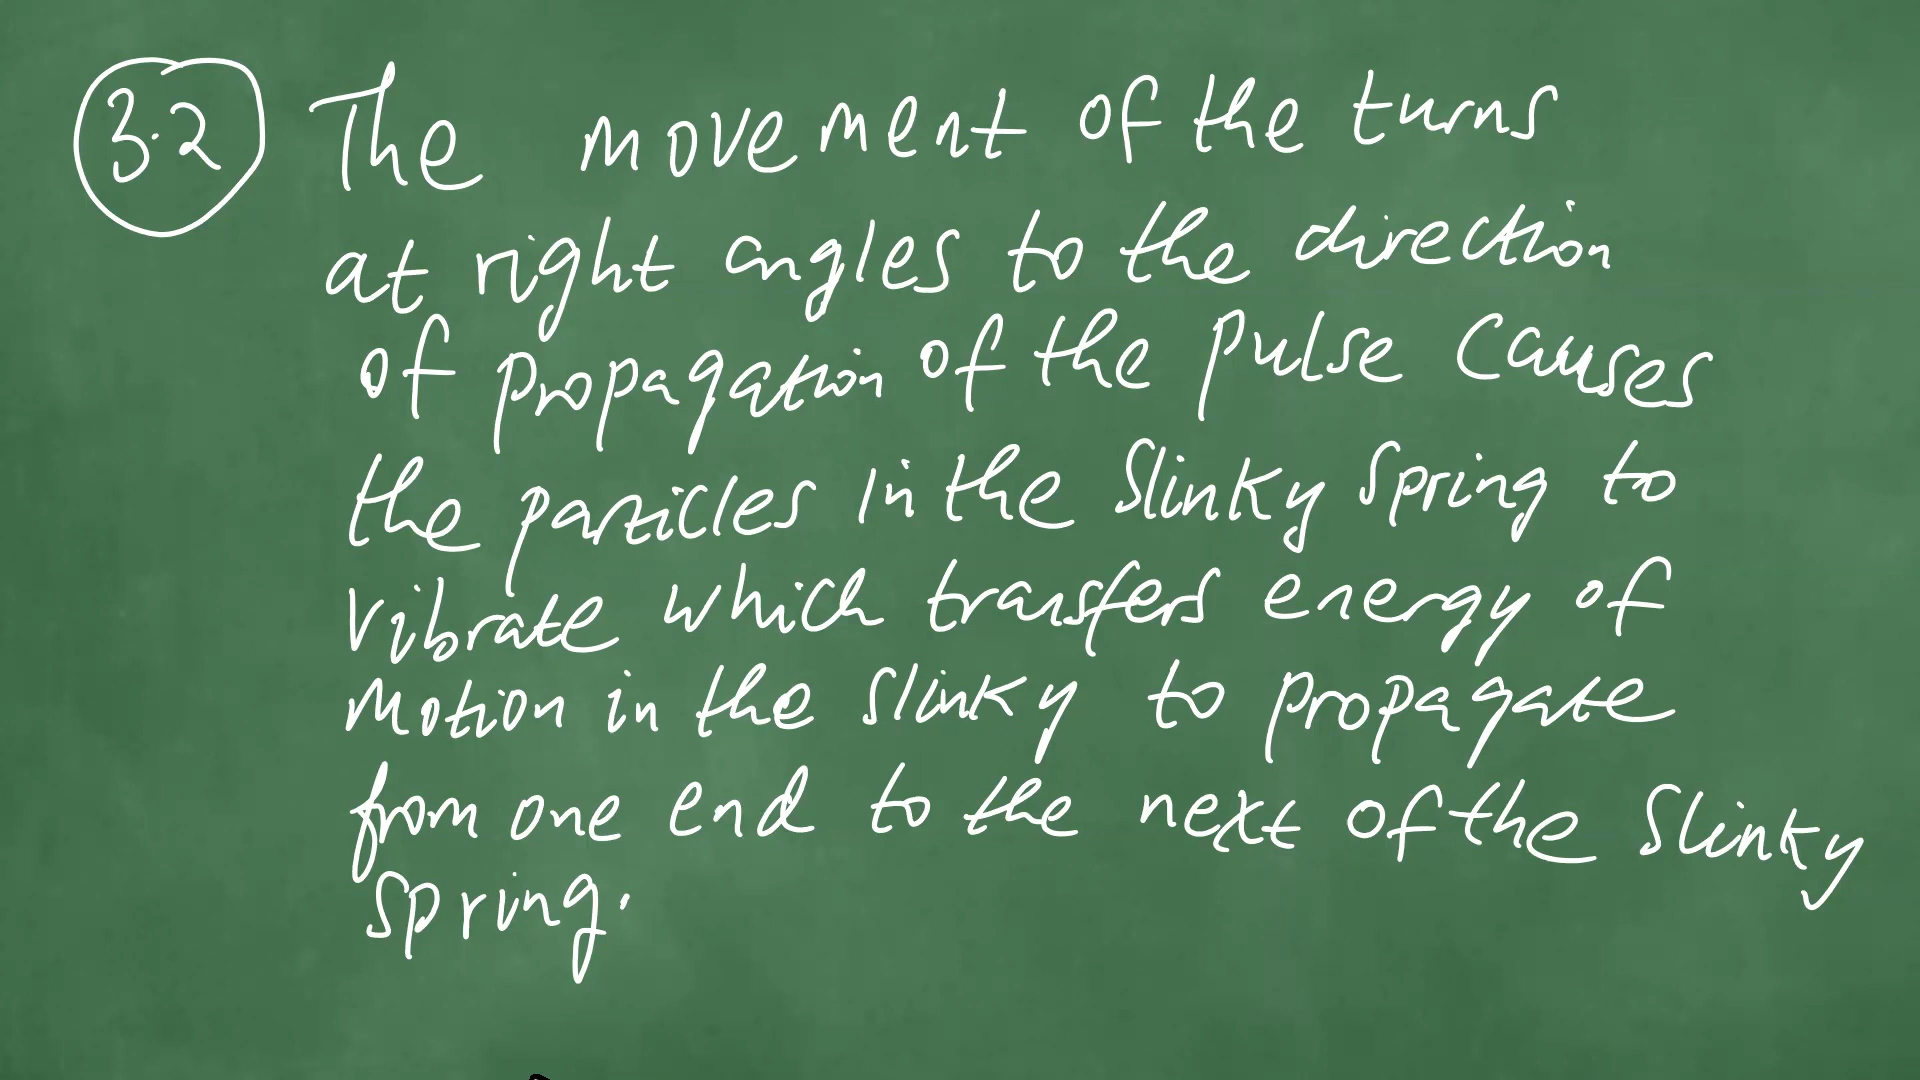 3.2 The movement of the turns
at right angles to the direction
of propagation of the pulse causes
the particles in the Slinky Spring to
vibrate which transfers energy of
motion in the slinky to propagate
from one end to the next of the Slinky
spring.